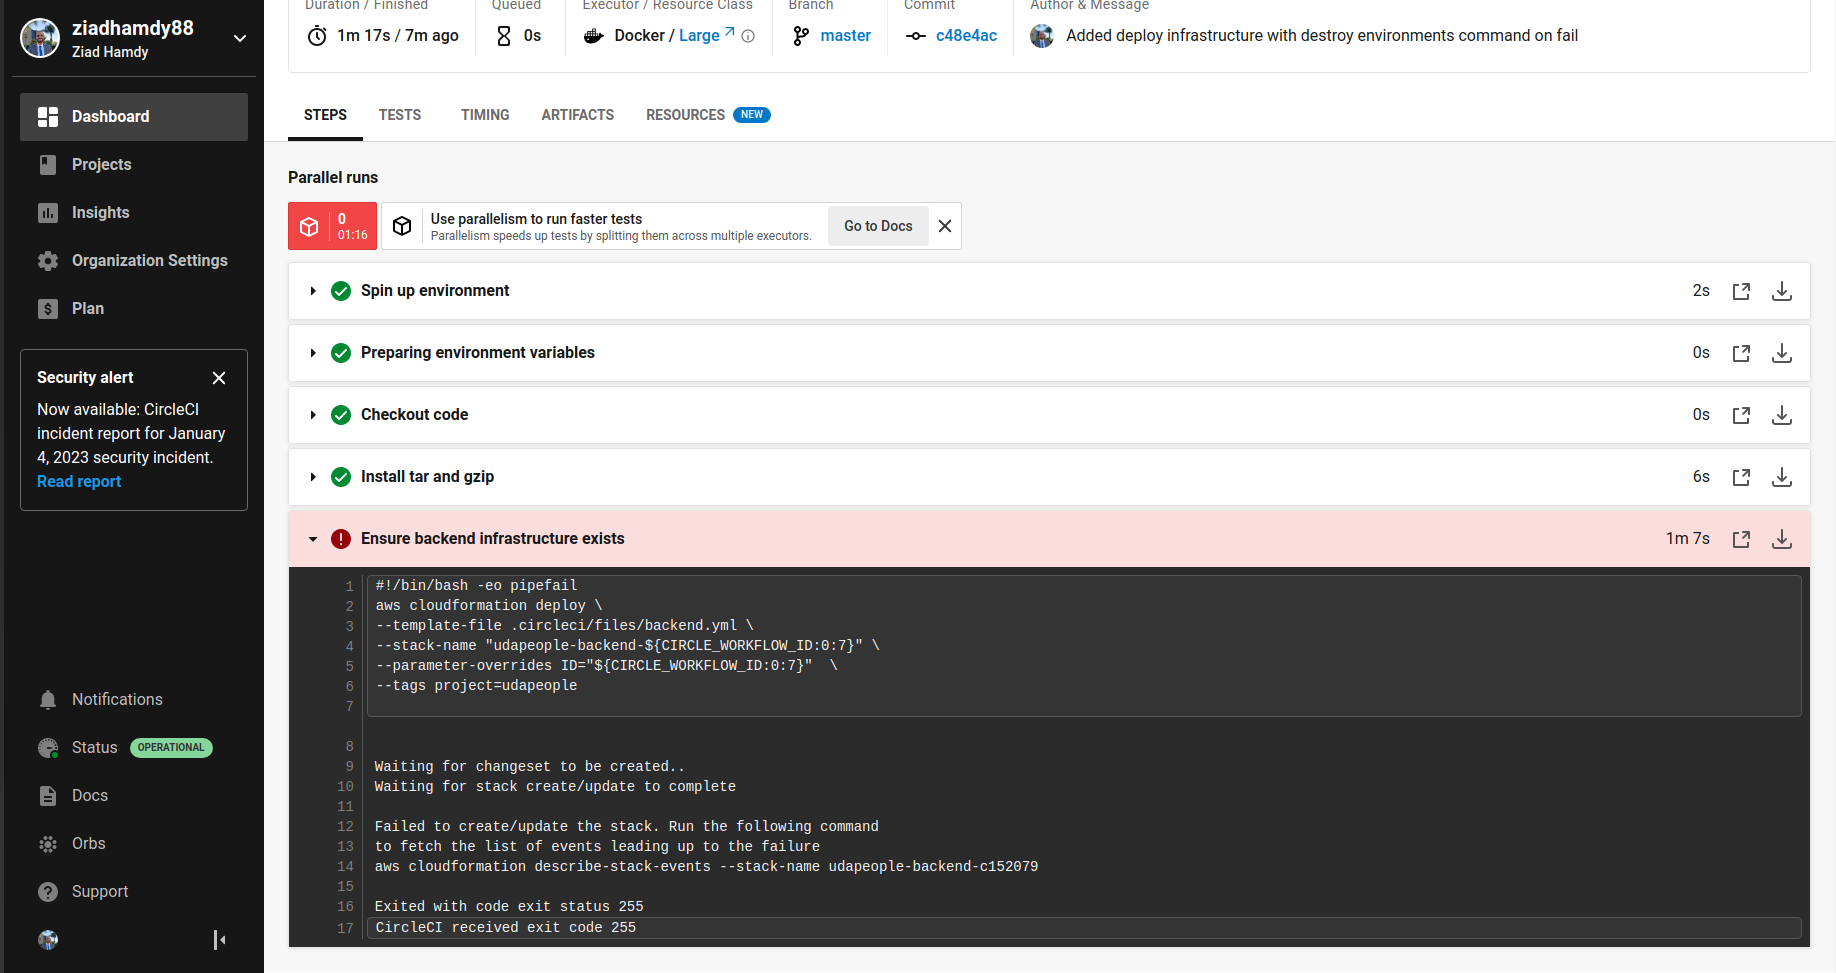 ziadhamdy88
Ziad Hamdy
Dashboard
Projects
Insights
Organization Settings
Plan
Security alert
Now available: CircleCI
incident report for January
4, 2023 security incident.
Read report
Notifications
Status OPERATIONAL
Docs
Orbs
Support
Duration / Finished
1m 17s / 7m ago
Queued
0s
Executor / Resource Class
Docker / Large
Branch
master
Commit
c48e4ac
Author & Message
Added deploy infrastructure with destroy environments command on fail
STEPS TESTS TIMING ARTIFACTS RESOURCES NEW
Parallel runs
0
01:16
Use parallelism to run faster tests
Parallelism speeds up tests by splitting them across multiple executors.
Go to Docs
Spin up environment 2s
Preparing environment variables 0s
Checkout code 0s
Install tar and gzip 6s
Ensure backend infrastructure exists 1m 7s
1 #!/bin/bash -eo pipefail
2 aws cloudformation deploy \
3 --template-file .circleci/files/backend.yml \
4 --stack-name "udapeople-backend-${CIRCLE_WORKFLOW_ID:0:7}" \
5 --parameter-overrides ID="${CIRCLE_WORKFLOW_ID:0:7}"  \
6 --tags project=udapeople
7
8
9 Waiting for changeset to be created..
10 Waiting for stack create/update to complete
11
12 Failed to create/update the stack. Run the following command
13 to fetch the list of events leading up to the failure
14 aws cloudformation describe-stack-events --stack-name udapeople-backend-c152079
15
16 Exited with code exit status 255
17 CircleCI received exit code 255